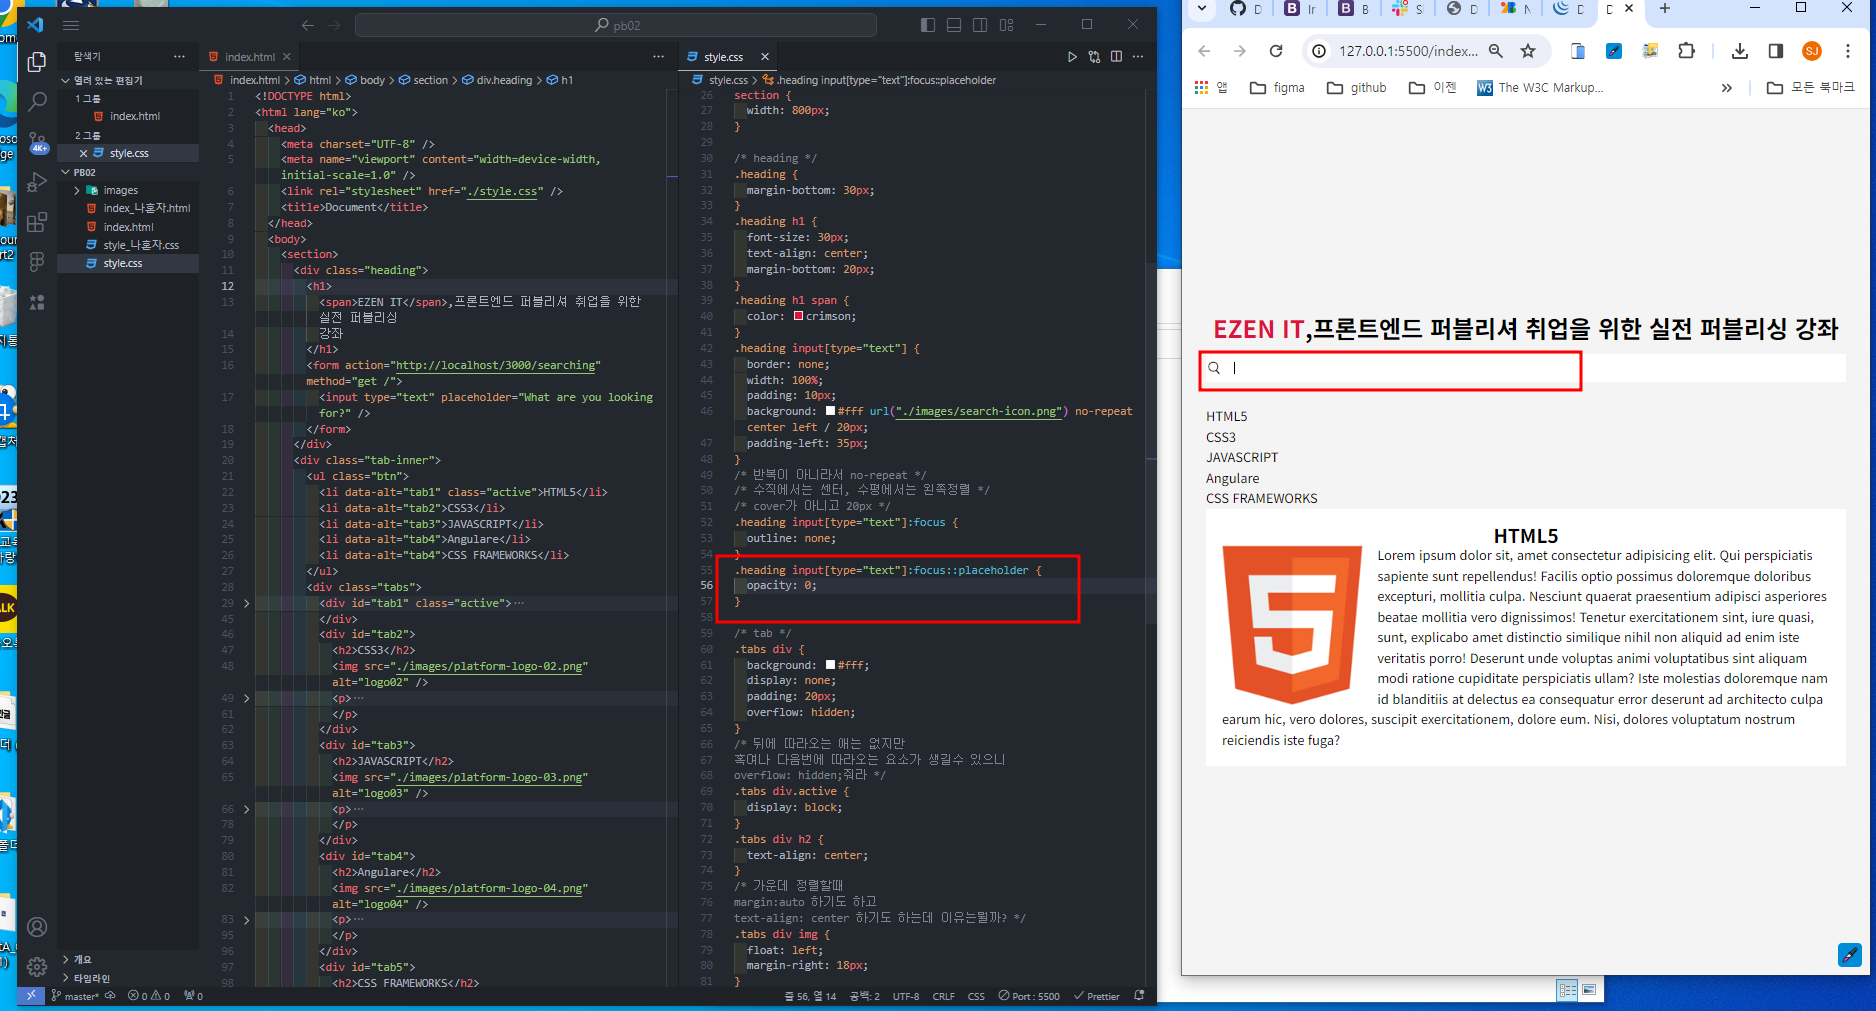 pb02
탐색기
열려 있는 편집기
1 그룹
index.html
2 그룹
style.css
PB02
images
index_나혼자.html
index.html
style_나혼자.css
style.css
개요
타임라인
4K+
index.html
index.html > html > body > section > div.heading > h1
1 <!DOCTYPE html>
2 <html lang="ko">
3 <head>
4 <meta charset="UTF-8" />
5 <meta name="viewport" content="width=device-width,
initial-scale=1.0" />
6 <link rel="stylesheet" href="./style.css" />
7 <title>Document</title>
8 </head>
9 <body>
10 <section>
11 <div class="heading">
12 <h1>
13 <span>EZEN IT</span>,프론트엔드 퍼블리셔 취업을 위한
실전 퍼블리싱
14 강좌
15 </h1>
16 <form action="http://localhost/3000/searching"
method="get /">
17 <input type="text" placeholder="What are you looking
for?" />
18 </form>
19 </div>
20 <div class="tab-inner">
21 <ul class="btn">
22 <li data-alt="tab1" class="active">HTML5</li>
23 <li data-alt="tab2">CSS3</li>
24 <li data-alt="tab3">JAVASCRIPT</li>
25 <li data-alt="tab4">Angulare</li>
26 <li data-alt="tab4">CSS FRAMEWORKS</li>
27 </ul>
28 <div class="tabs">
29 <div id="tab1" class="active">…
45 </div>
46 <div id="tab2">
47 <h2>CSS3</h2>
48 <img src="./images/platform-logo-02.png"
alt="logo02" />
49 <p>…
61 </p>
62 </div>
63 <div id="tab3">
64 <h2>JAVASCRIPT</h2>
65 <img src="./images/platform-logo-03.png"
alt="logo03" />
66 <p>…
78 </p>
79 </div>
80 <div id="tab4">
81 <h2>Angulare</h2>
82 <img src="./images/platform-logo-04.png"
alt="logo04" />
83 <p>…
95 </p>
96 </div>
97 <div id="tab5">
98 <h2>CSS FRAMEWORKS</h2>
style.css
style.css > .heading input[type="text"]:focus::placeholder
26 section {
27 width: 800px;
28 }
29
30 /* heading */
31 .heading {
32 margin-bottom: 30px;
33 }
34 .heading h1 {
35 font-size: 30px;
36 text-align: center;
37 margin-bottom: 20px;
38 }
39 .heading h1 span {
40 color: crimson;
41 }
42 .heading input[type="text"] {
43 border: none;
44 width: 100%;
45 padding: 10px;
46 background: #fff url("./images/search-icon.png") no-repeat
center left / 20px;
47 padding-left: 35px;
48 }
49 /* 반복이 아니라서 no-repeat */
50 /* 수직에서는 센터, 수평에서는 왼쪽정렬 */
51 /* cover가 아니고 20px */
52 .heading input[type="text"]:focus {
53 outline: none;
54 }
55 .heading input[type="text"]:focus::placeholder {
56 opacity: 0;
57 }
58
59 /* tab */
60 .tabs div {
61 background: #fff;
62 display: none;
63 padding: 20px;
64 overflow: hidden;
65 }
66 /* 뒤에 따라오는 애는 없지만
67 혹여나 다음번에 따라오는 요소가 생길수 있으니
68 overflow: hidden;줘라 */
69 .tabs div.active {
70 display: block;
71 }
72 .tabs div h2 {
73 text-align: center;
74 }
75 /* 가운데 정렬할때
76 margin:auto 하기도 하고
77 text-align: center 하기도 하는데 이유는뭘까? */
78 .tabs div img {
79 float: left;
80 margin-right: 18px;
81 }
master* 0 0 0
줄 56, 열 14 공백: 2 UTF-8 CRLF CSS Port : 5500 Prettier
D Ir B S D N D D
127.0.0.1:5500/index...
SJ
앱 figma github 이젠 The W3C Markup... 모든 북마크
EZEN IT,프론트엔드 퍼블리셔 취업을 위한 실전 퍼블리싱 강좌
HTML5
CSS3
JAVASCRIPT
Angulare
CSS FRAMEWORKS
HTML5
Lorem ipsum dolor sit, amet consectetur adipisicing elit. Qui perspiciatis
sapiente sunt repellendus! Facilis optio possimus doloremque doloribus
excepturi, mollitia culpa. Nesciunt quaerat praesentium adipisci asperiores
beatae mollitia vero dignissimos! Tenetur exercitationem sint, iure quasi,
sunt, explicabo amet distinctio similique nihil non aliquid ad enim iste
veritatis porro! Deserunt unde voluptas animi voluptatibus sint aliquam
modi ratione cupiditate perspiciatis ullam? Iste molestias doloremque nam
id blanditiis at delectus ea consequatur error deserunt ad architecto culpa
earum hic, vero dolores, suscipit exercitationem, dolore eum. Nisi, dolores voluptatum nostrum
reiciendis iste fuga?